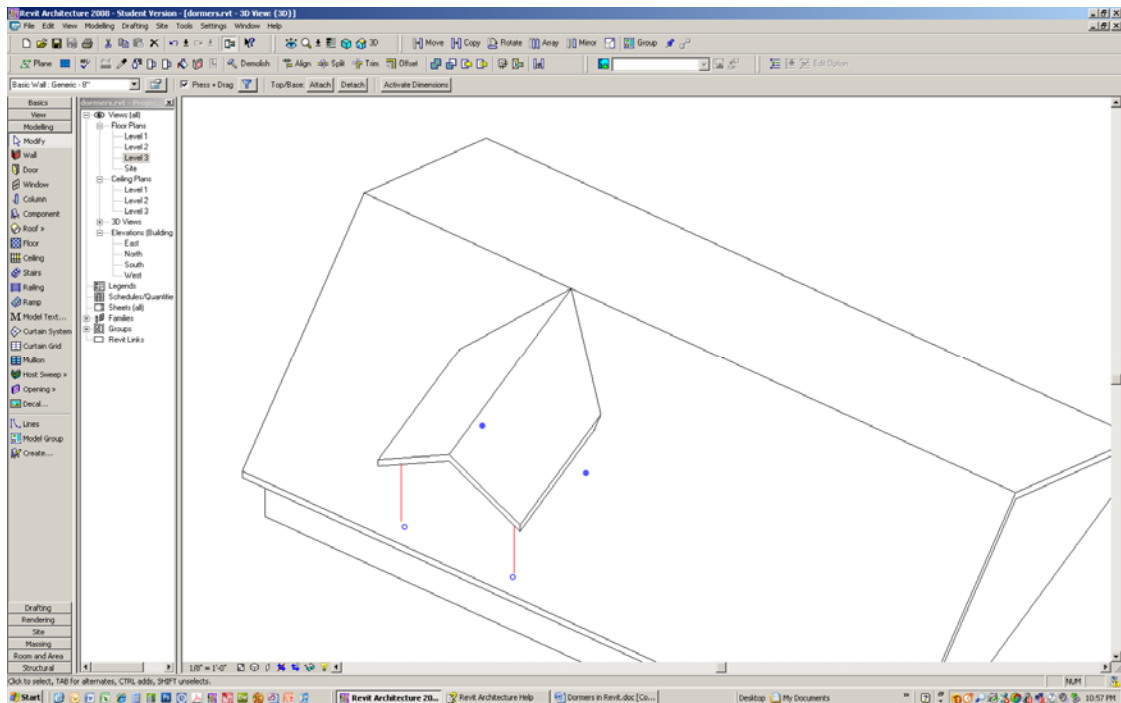 Revit Architecture 2008 - Student Version - [dormers.rvt - 3D View: {3D}]
File Edit View Modelling Drafting Site Tools Settings Window Help
3D Move Copy Rotate Array Mirror Group
Plane Demolish Align Split Trim Offset Edit Option
Basic Wall : Generic - 8" Press + Drag Top/Base: Attach Detach Activate Dimensions
Basics
View
Modelling
Modify
Wall
Door
Window
Column
Component
Roof »
Floor
Ceiling
Stairs
Railing
Ramp
Model Text...
Curtain System
Curtain Grid
Mullion
Host Sweep »
Opening »
Decal...
Lines
Model Group
Create...
Drafting
Rendering
Site
Massing
Room and Area
Structural
dormers.rvt - Projec...
Views (all)
Floor Plans
Level 1
Level 2
Level 3
Site
Ceiling Plans
Level 1
Level 2
Level 3
3D Views
Elevations (Building
East
North
South
West
Legends
Schedules/Quantitie
Sheets (all)
Families
Groups
Revit Links
1/8" = 1'-0"
Click to select, TAB for alternates, CTRL adds, SHIFT unselects. NUM
Start Revit Architecture 20... Revit Architecture Help Dormers in Revit.doc [Co... Desktop My Documents » 10:57 PM